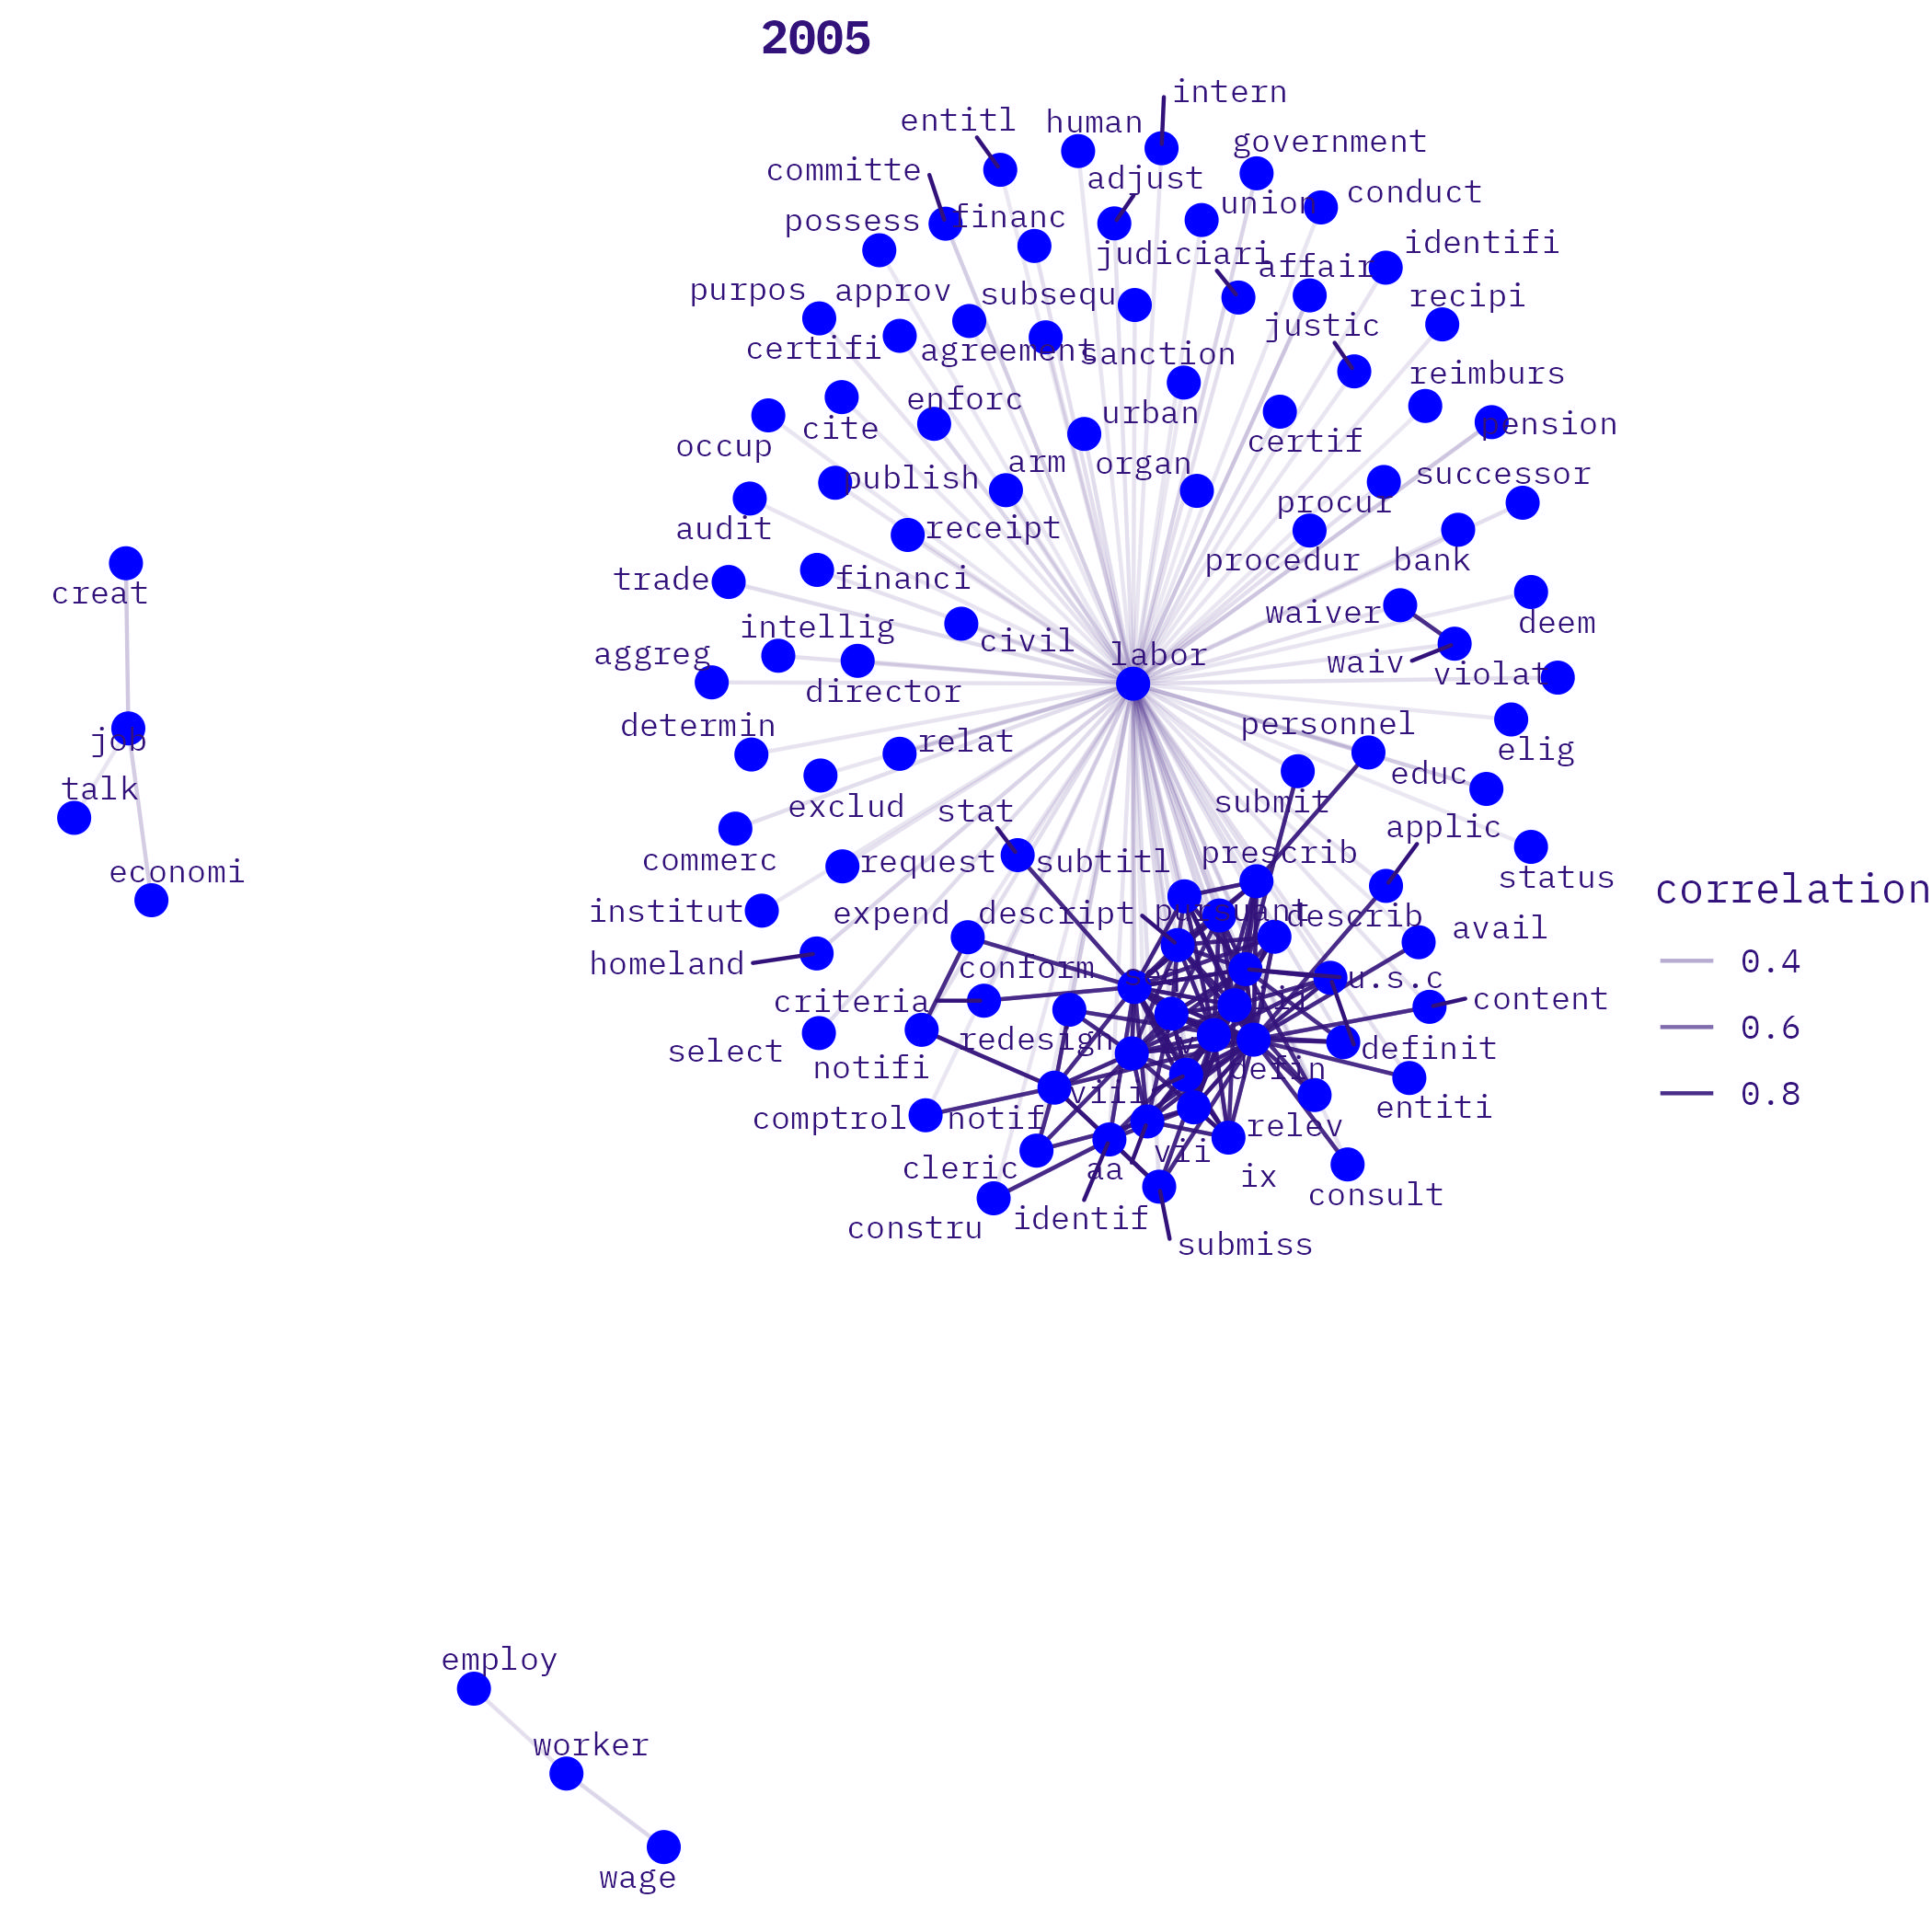 2005
intern
entitl
human
government
committe
adjust
conduct
possess
financ
union
identifi
judiciari
affair
purpos
approv
subsequ
recipi
justic
certifi
agreement
sanction
reimburs
enforc
urban
pension
cite
occup
certif
arm
organ
successor
publish
procur
audit
receipt
procedur
bank
trade
financi
creat
waiver
deem
intellig
civil
labor
aggreg
waiv
violat
director
determin
personnel
relat
elig
job
educ
talk
exclud
stat
submit
applic
commerc
request
subtitl
prescrib
economi
status
correlation
institut
expend
descript
pursuant
describ
avail
homeland
conform
u.s.c
0.4
criteria
content
select
redesign
definit
0.6
notifi
defin
viii
entiti
0.8
comptrol
notif
relev
cleric
aa
vii
ix
consult
constru
identif
submiss
employ
worker
wage